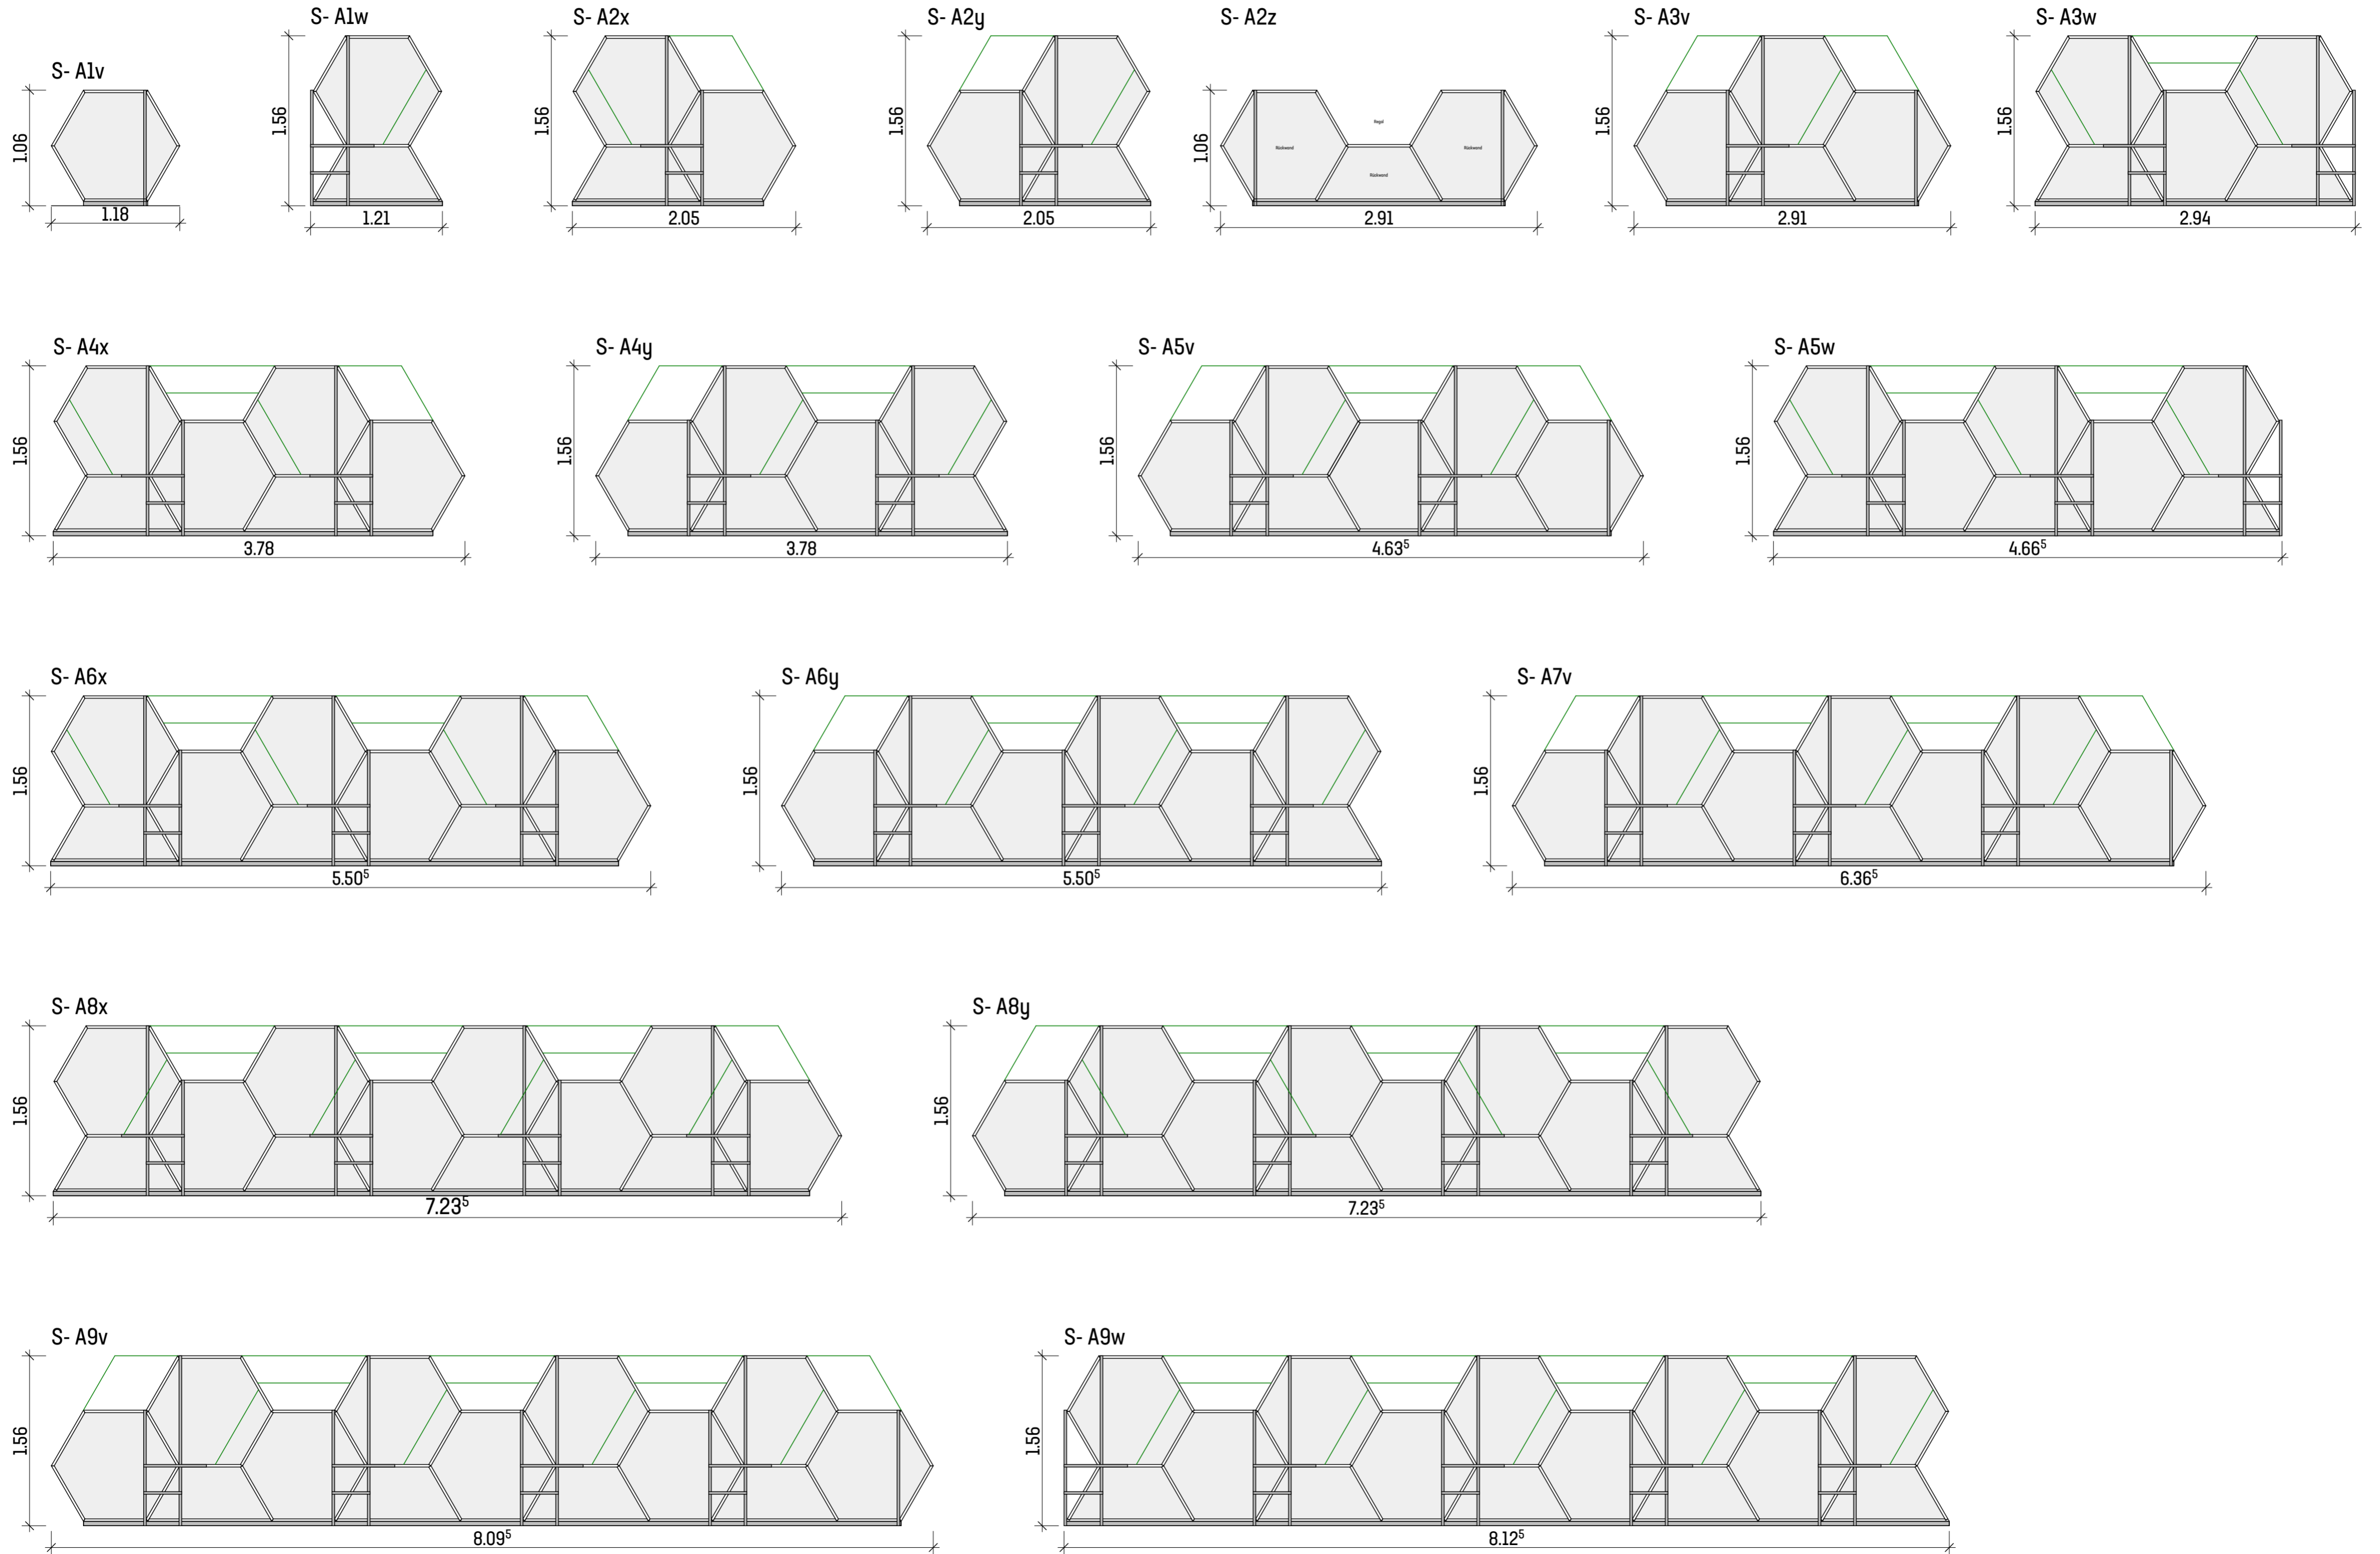 S- A1v
1.06
1.18
S- A1w
1.56
1.21
S- A2x
1.56
2.05
S- A2y
1.56
2.05
S- A2z
1.06
Regal
Rückwand
Rückwand
Rückwand
2.91
S- A3v
1.56
2.91
S- A3w
1.56
2.94
S- A4x
1.56
3.78
S- A4y
1.56
3.78
S- A5v
1.56
4.63⁵
S- A5w
1.56
4.66⁵
S- A6x
1.56
5.50⁵
S- A6y
1.56
5.50⁵
S- A7v
1.56
6.36⁵
S- A8x
1.56
7.23⁵
S- A8y
1.56
7.23⁵
S- A9v
1.56
8.09⁵
S- A9w
1.56
8.12⁵